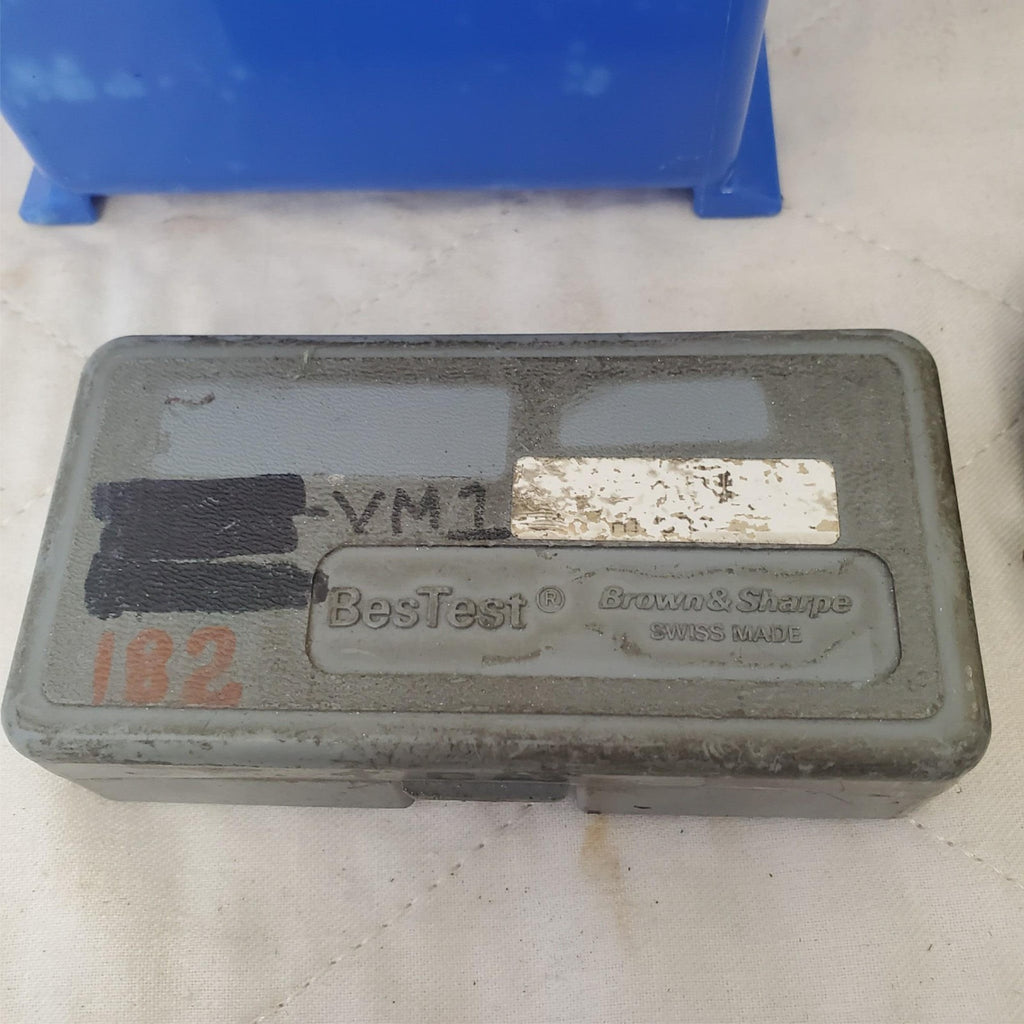 -VM1
BesTest® Brown & Sharpe
SWISS MADE
182